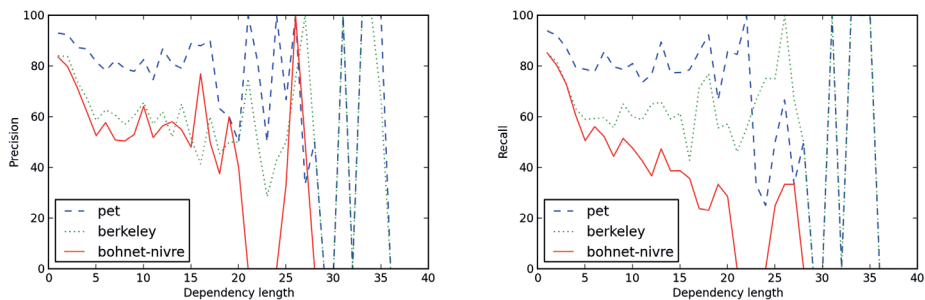 100
80
60
40
20
0
Precision
pet
berkeley
bohnet-nivre
0 5 10 15 20 25 30 35 40
Dependency length
100
80
60
40
20
0
Recall
pet
berkeley
bohnet-nivre
0 5 10 15 20 25 30 35 40
Dependency length